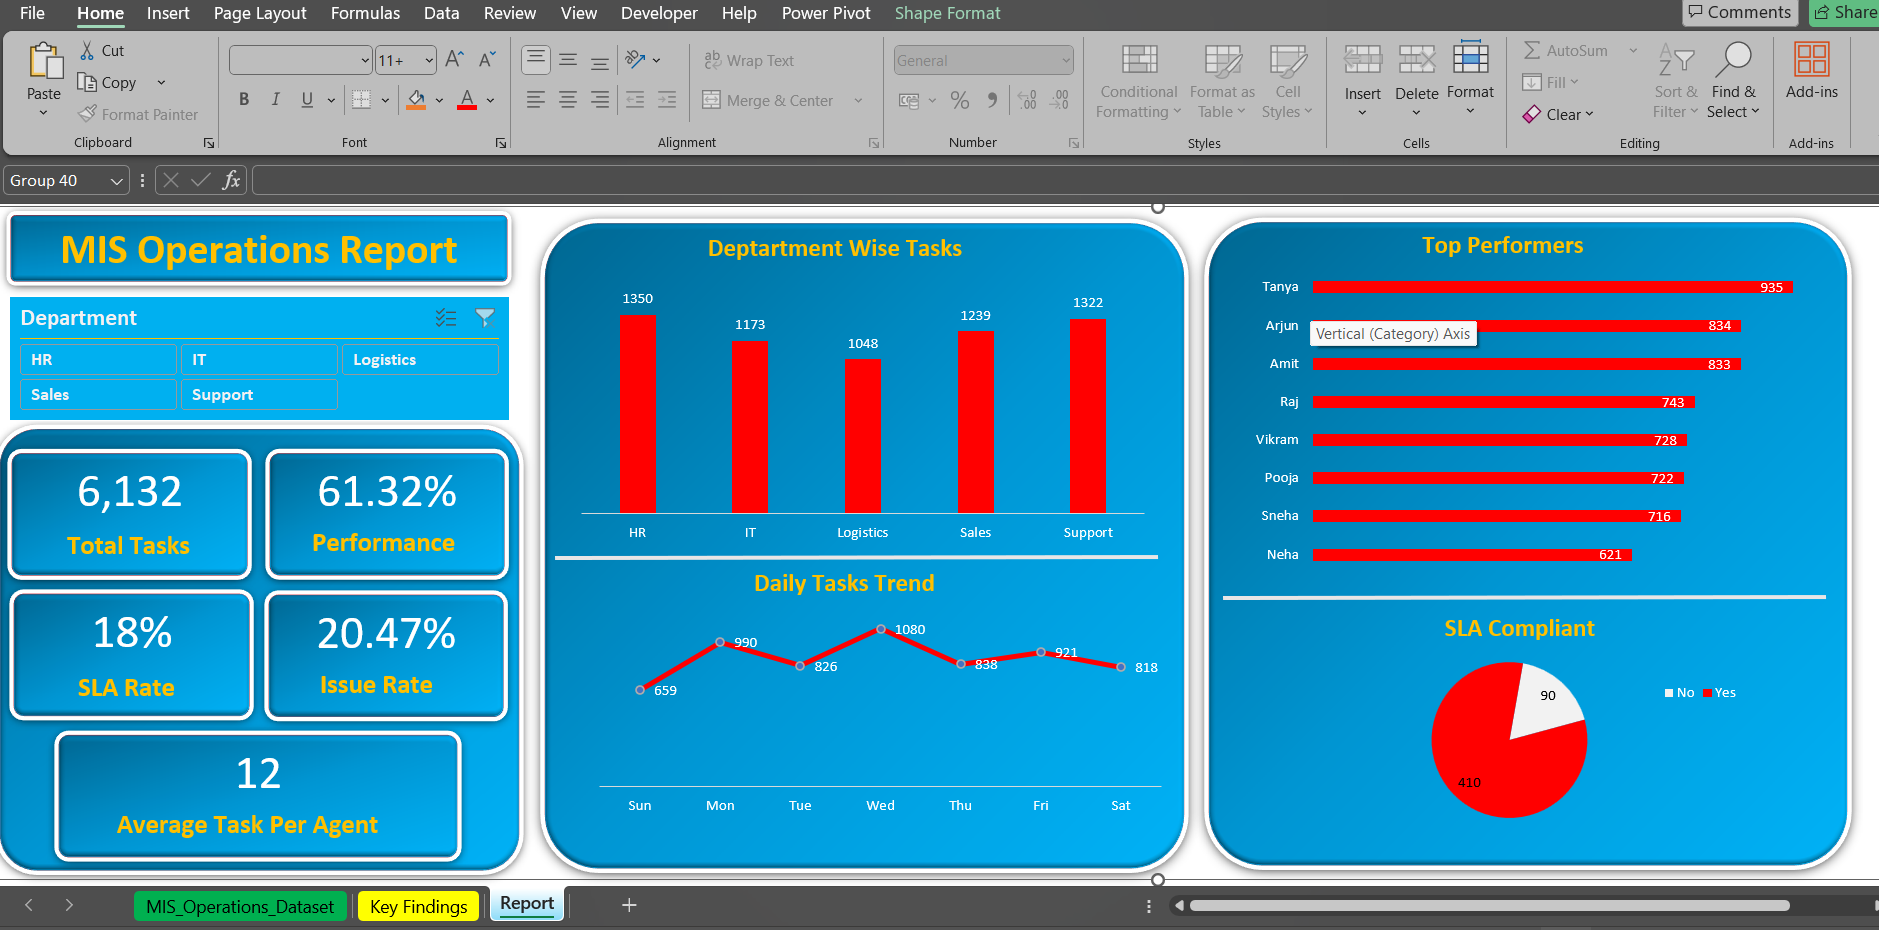 File Home Insert Page Layout Formulas Data Review View Developer Help Power Pivot Shape Format Comments Share
Paste
Cut
Copy
Format Painter
Clipboard
11+
B I U
Font
Wrap Text
Merge & Center
Alignment
General
Number
Conditional Formatting
Format as Table
Cell Styles
Styles
Insert Delete Format
Cells
AutoSum
Fill
Clear
Sort & Filter
Find & Select
Editing
Add-ins
Add-ins
Group 40
fx
MIS Operations Report
Department
HR IT Logistics
Sales Support
6,132
Total Tasks
61.32%
Performance
18%
SLA Rate
20.47%
Issue Rate
12
Average Task Per Agent
Deptartment Wise Tasks
1350 1173 1048 1239 1322
HR IT Logistics Sales Support
Daily Tasks Trend
659 990 826 1080 838 921 818
Sun Mon Tue Wed Thu Fri Sat
Top Performers
Tanya 935
Arjun 834
Vertical (Category) Axis
Amit 833
Raj 743
Vikram 728
Pooja 722
Sneha 716
Neha 621
SLA Compliant
90
410
No Yes
MIS_Operations_Dataset Key Findings Report